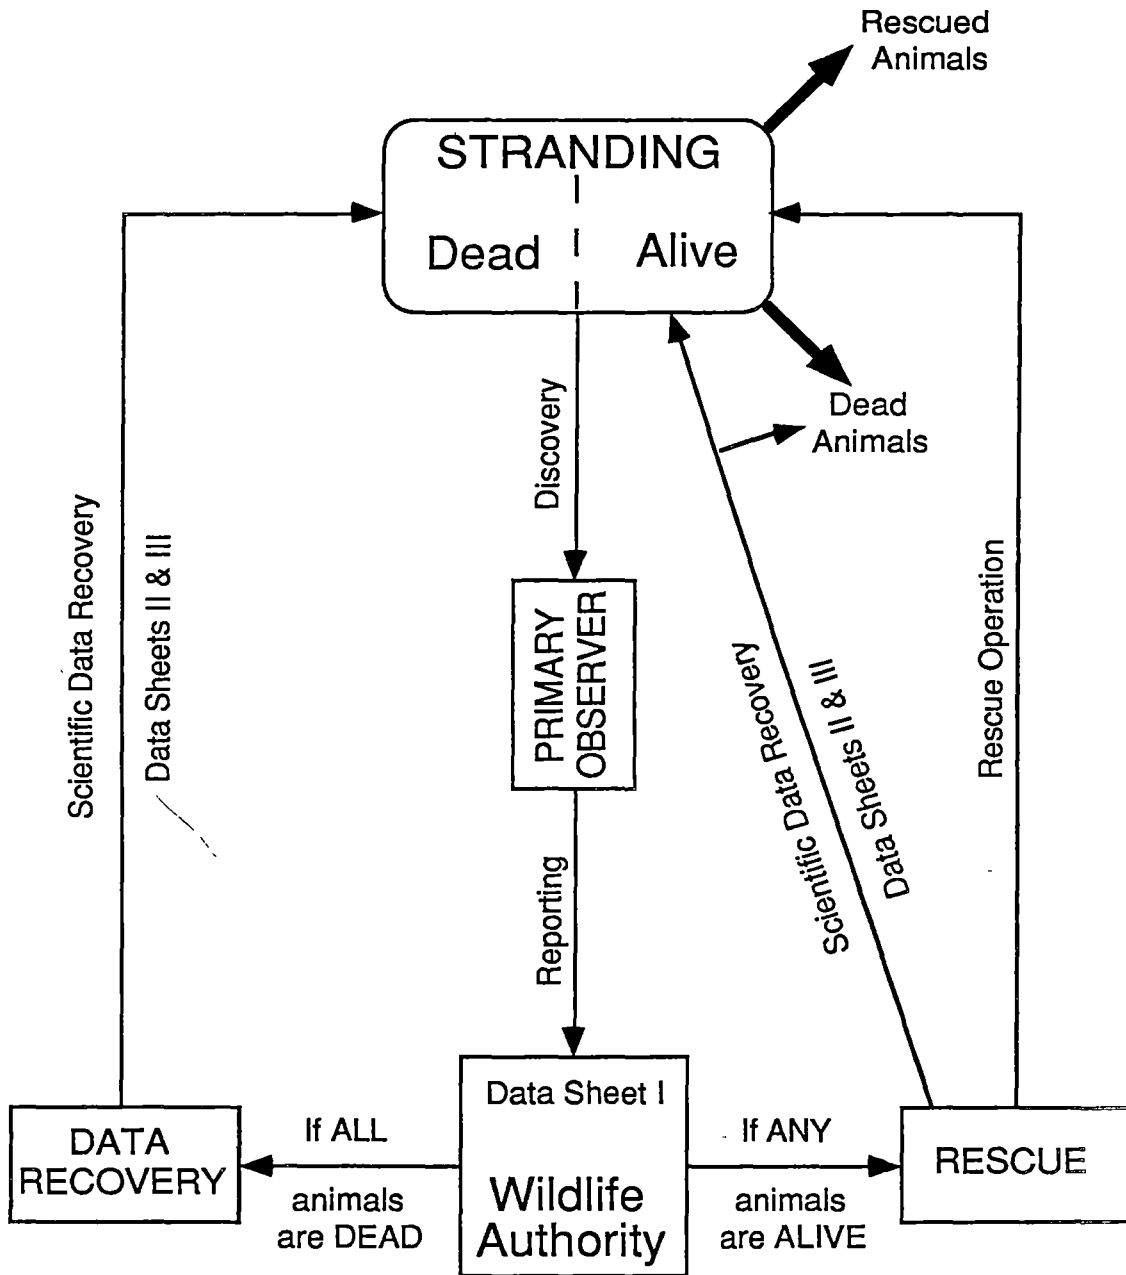 Rescued
Animals
STRANDING
Dead
Alive
Discovery
Dead
Animals
Scientific Data Recovery
Data Sheets II & III
PRIMARY
OBSERVER
Scientific Data Recovery
Data Sheets II & III
Rescue Operation
Reporting
Data Sheet I
Wildlife
Authority
If ALL
animals
are DEAD
If ANY
animals
are ALIVE
DATA
RECOVERY
RESCUE